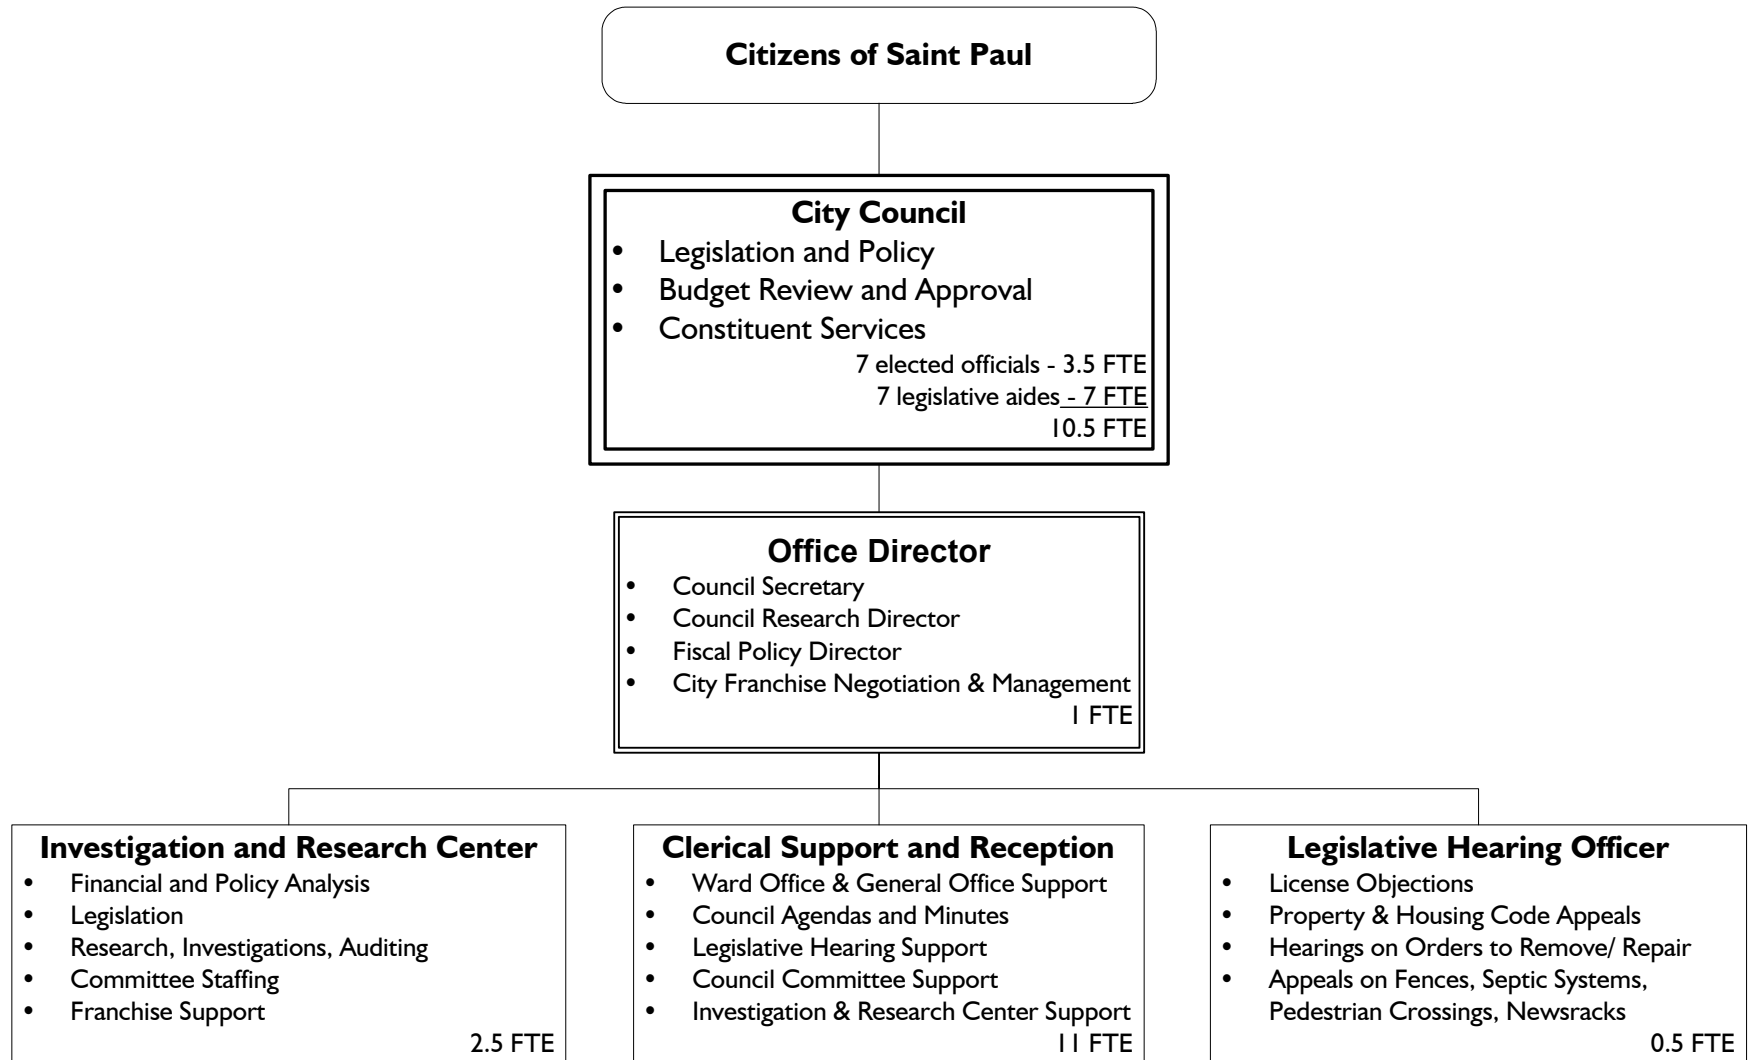 Citizens of Saint Paul
City Council
• Legislation and Policy
• Budget Review and Approval
• Constituent Services
7 elected officials - 3.5 FTE
7 legislative aides - 7 FTE
10.5 FTE
Office Director
• Council Secretary
• Council Research Director
• Fiscal Policy Director
• City Franchise Negotiation & Management
1 FTE
Investigation and Research Center
• Financial and Policy Analysis
• Legislation
• Research, Investigations, Auditing
• Committee Staffing
• Franchise Support
2.5 FTE
Clerical Support and Reception
• Ward Office & General Office Support
• Council Agendas and Minutes
• Legislative Hearing Support
• Council Committee Support
• Investigation & Research Center Support
11 FTE
Legislative Hearing Officer
• License Objections
• Property & Housing Code Appeals
• Hearings on Orders to Remove/ Repair
• Appeals on Fences, Septic Systems,
Pedestrian Crossings, Newsracks
0.5 FTE